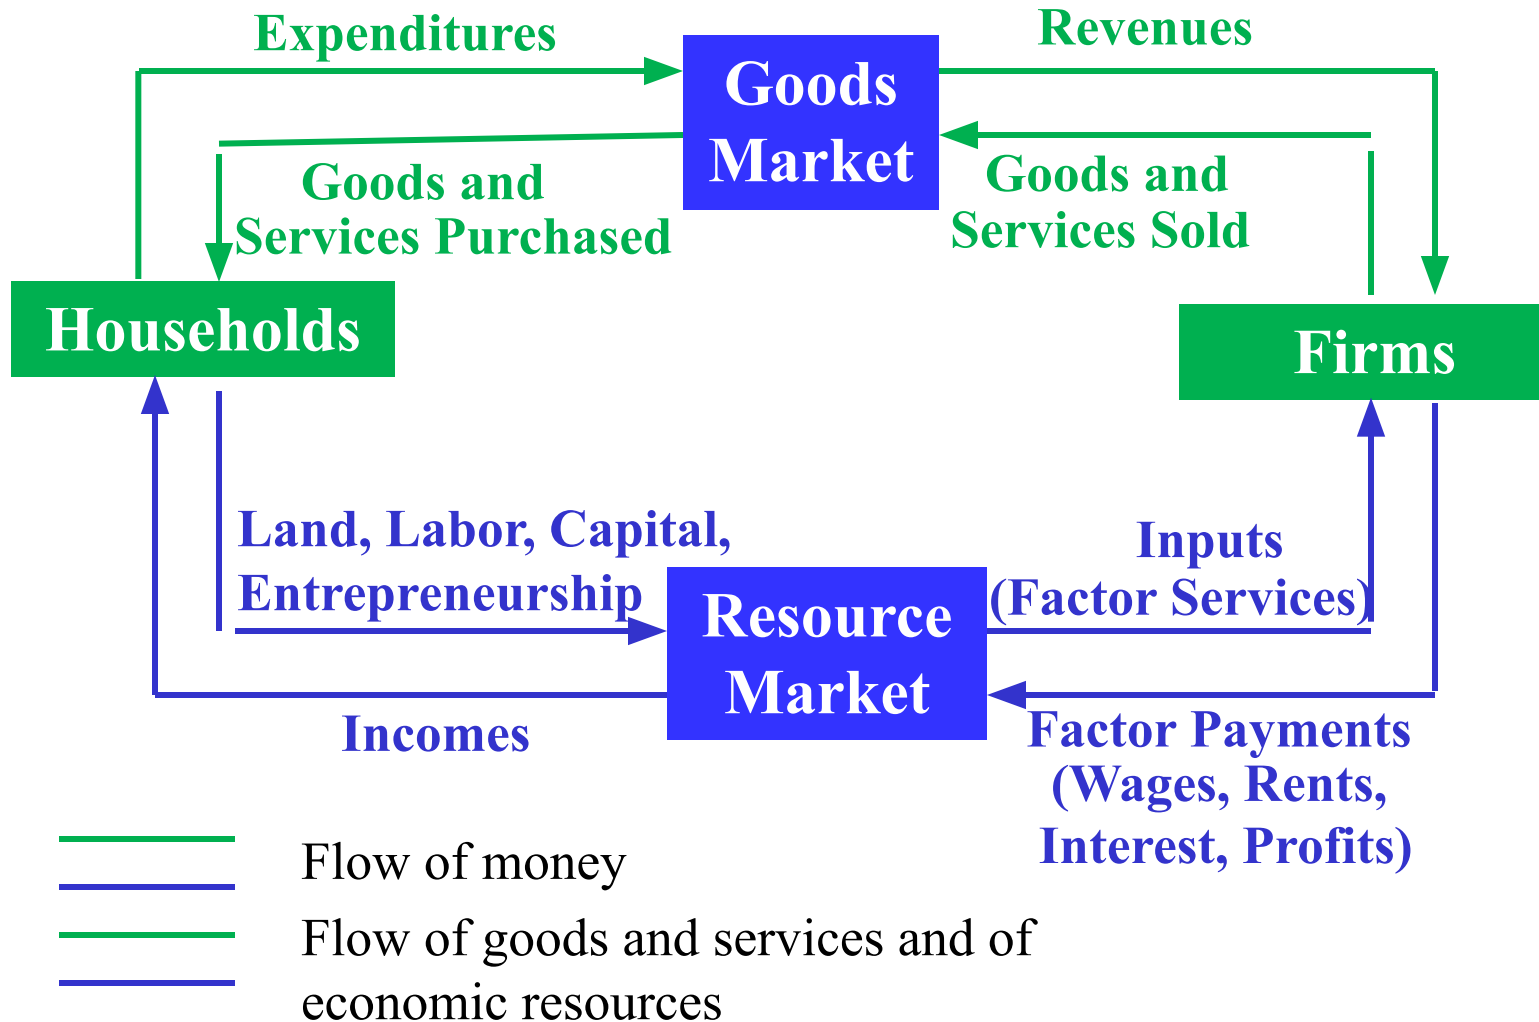 Expenditures
Revenues
Goods
Market
Goods and
Services Purchased
Goods and
Services Sold
Households
Firms
Land, Labor, Capital,
Entrepreneurship
Inputs
(Factor Services)
Resource
Market
Incomes
Factor Payments
(Wages, Rents,
Interest, Profits)
Flow of money
Flow of goods and services and of
economic resources